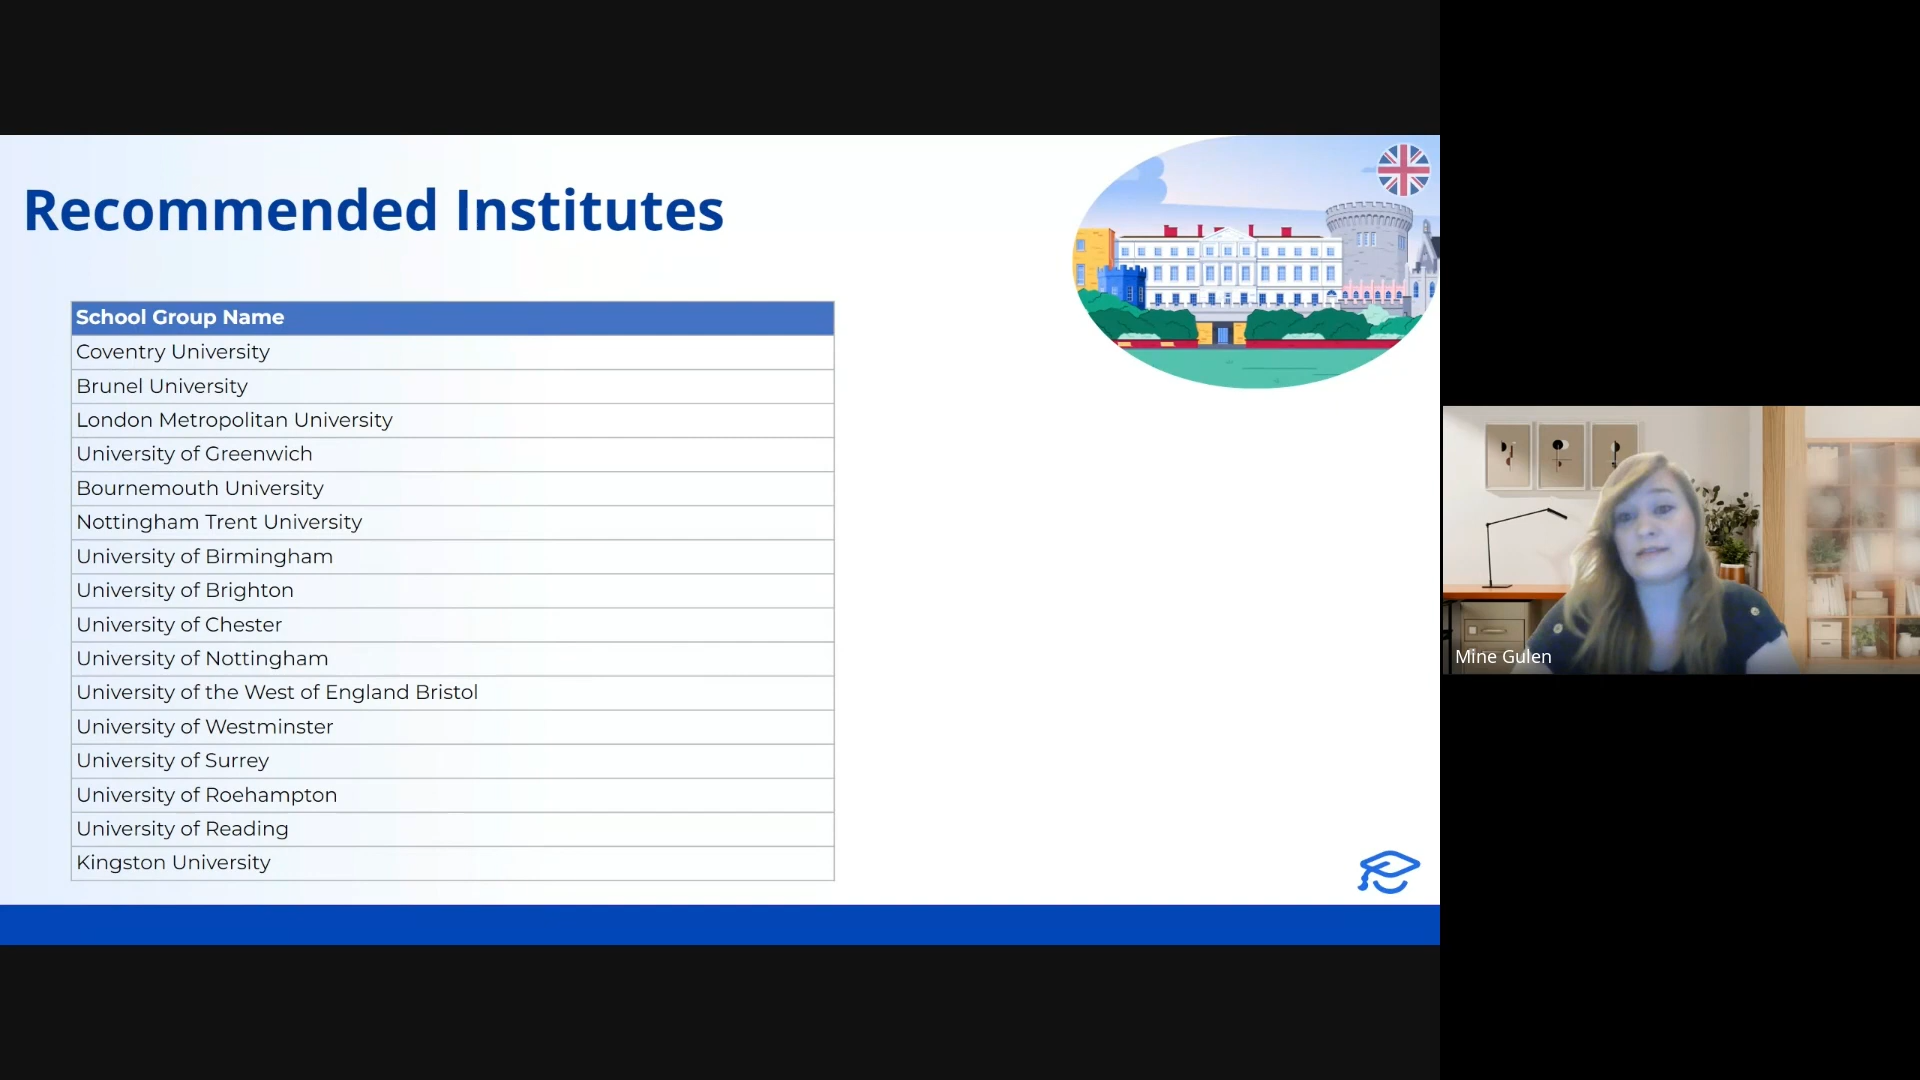 Recommended Institutes
School Group Name
Coventry University
Brunel University
London Metropolitan University
University of Greenwich
Bournemouth University
Nottingham Trent University
University of Birmingham
University of Brighton
University of Chester
University of Nottingham
University of the West of England Bristol
University of Westminster
University of Surrey
University of Roehampton
University of Reading
Kingston University
Mine Gulen